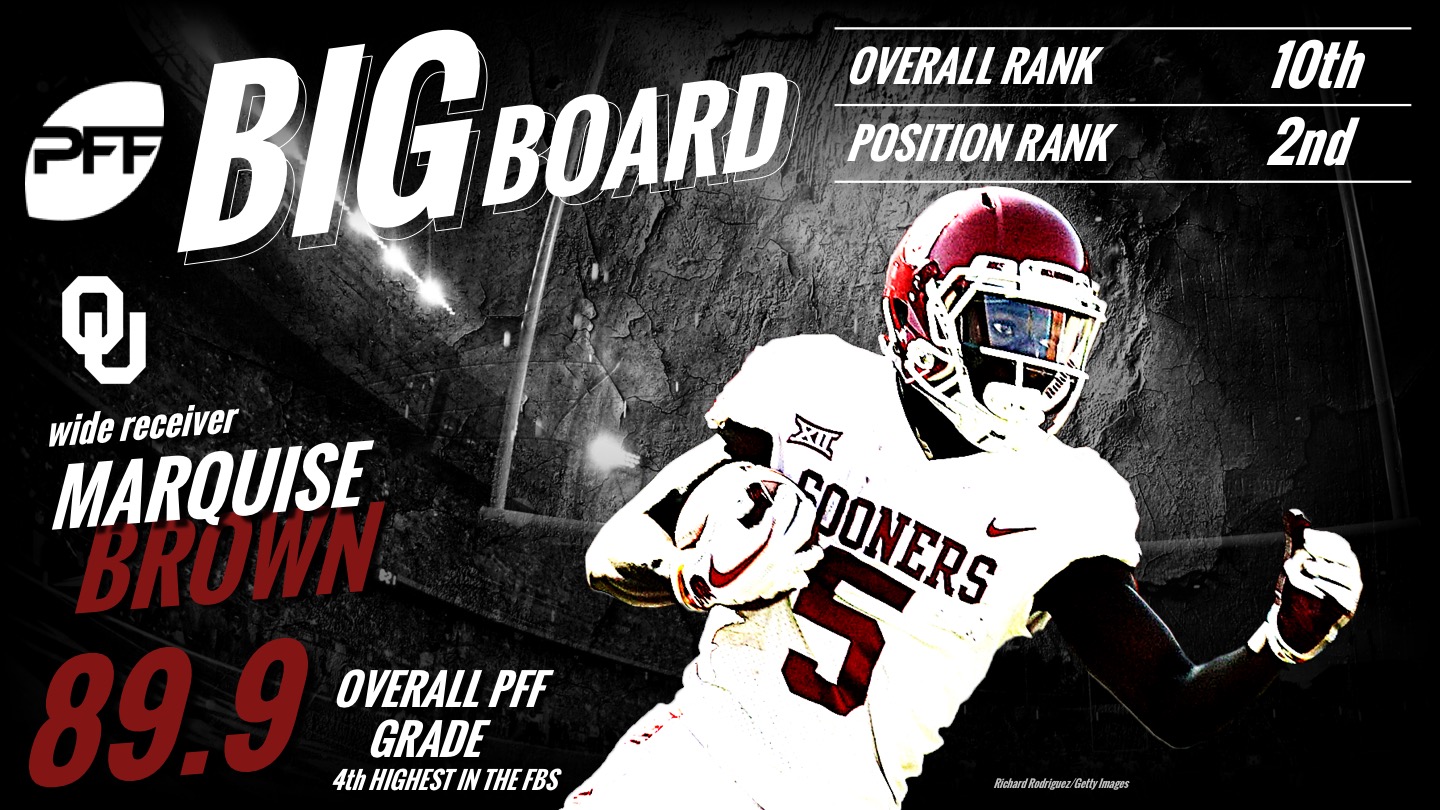 PFF
BIG BOARD
OVERALL RANK 10th
POSITION RANK 2nd
OU
wide receiver
MARQUISE
BROWN
89.9
OVERALL PFF
GRADE
4th HIGHEST IN THE FBS
XII
SOONERS
5
Richard Rodriguez/Getty Images